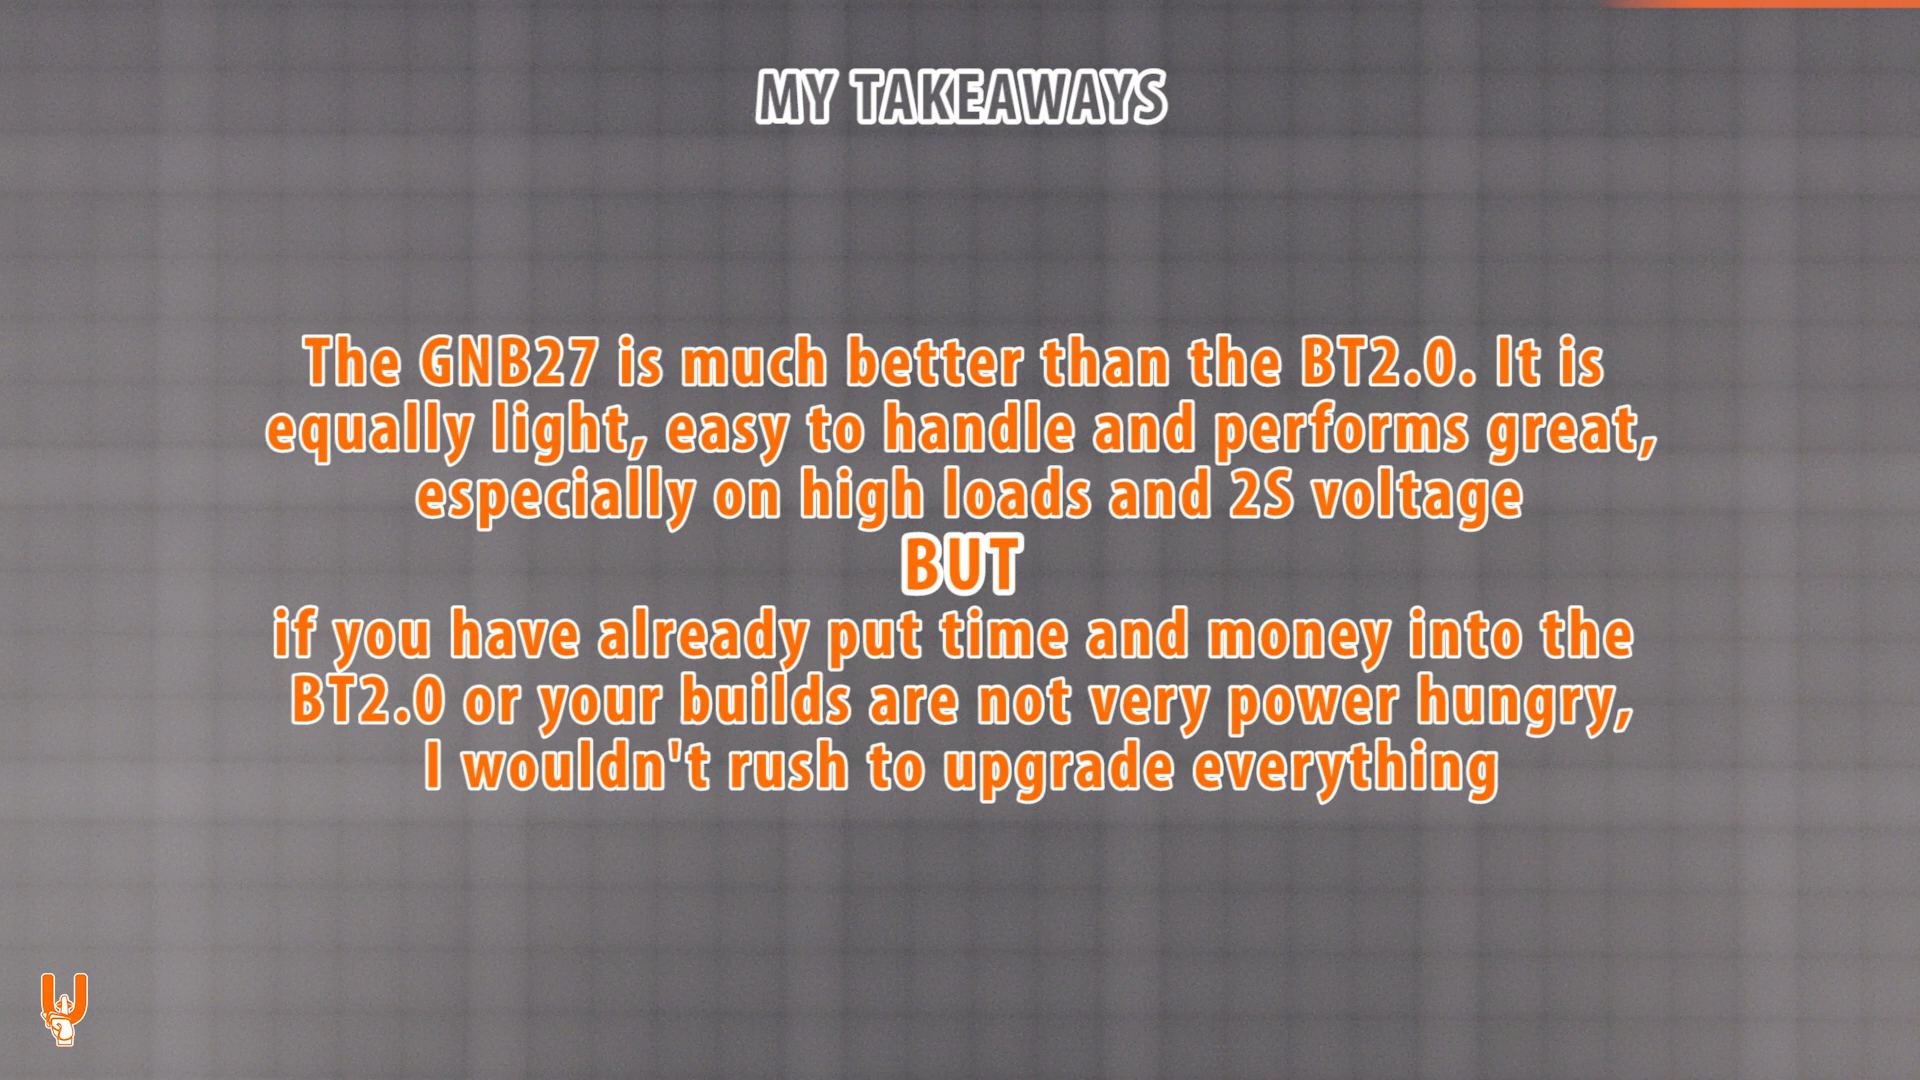 MY TAKEAWAYS
The GNB27 is much better than the BT2.0. It is
equally light, easy to handle and performs great,
especially on high loads and 2S voltage
BUT
if you have already put time and money into the
BT2.0 or your builds are not very power hungry,
I wouldn't rush to upgrade everything